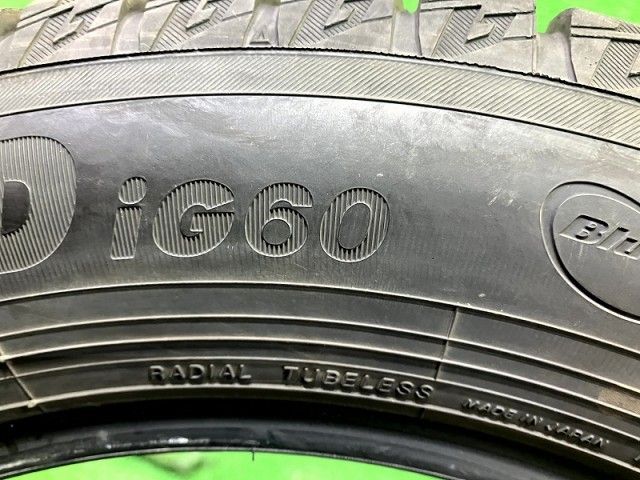 D iG60
RADIAL TUBELESS MADE IN JAPAN